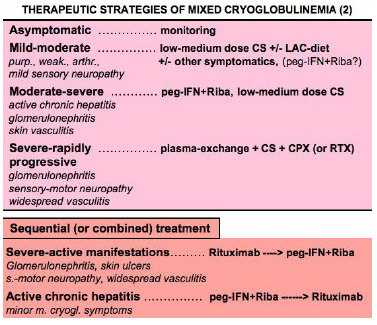 THERAPEUTIC STRATEGIES OF MIXED CRYOGLOBULINEMIA (2)
Asymptomatic ............... monitoring
Mild-moderate .......... low-medium dose CS +/- LAC-diet
purp., weak., arthr., +/- other symptomatics, (peg-IFN+Riba?)
mild sensory neuropathy
Moderate-severe ..... peg-IFN+Riba, low-medium dose CS
active chronic hepatitis
glomerulonephritis
skin vasculitis
Severe-rapidly ............. plasma-exchange + CS + CPX (or RTX)
progressive
glomerulonephritis
sensory-motor neuropathy
widespread vasculitis
Sequential (or combined) treatment
Severe-active manifestations......... Rituximab ----> peg-IFN+Riba
Glomerulonephritis, skin ulcers
s.-motor neuropathy, widespread vasculitis
Active chronic hepatitis ............... peg-IFN+Riba ------> Rituximab
minor m. cryogl. symptoms